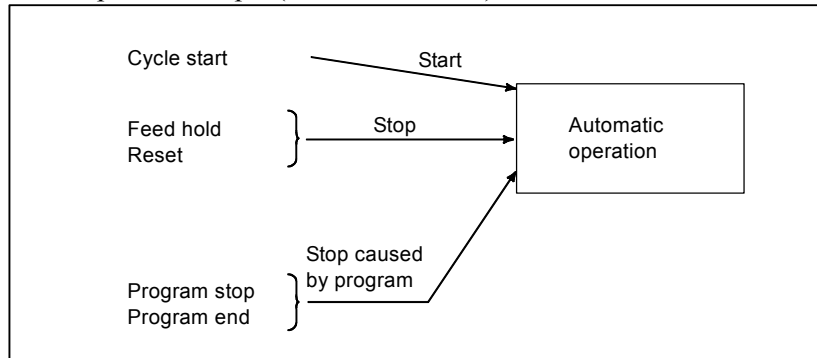 Cycle start
Start
Feed hold
Reset
Stop
Automatic
operation
Stop caused
by program
Program stop
Program end